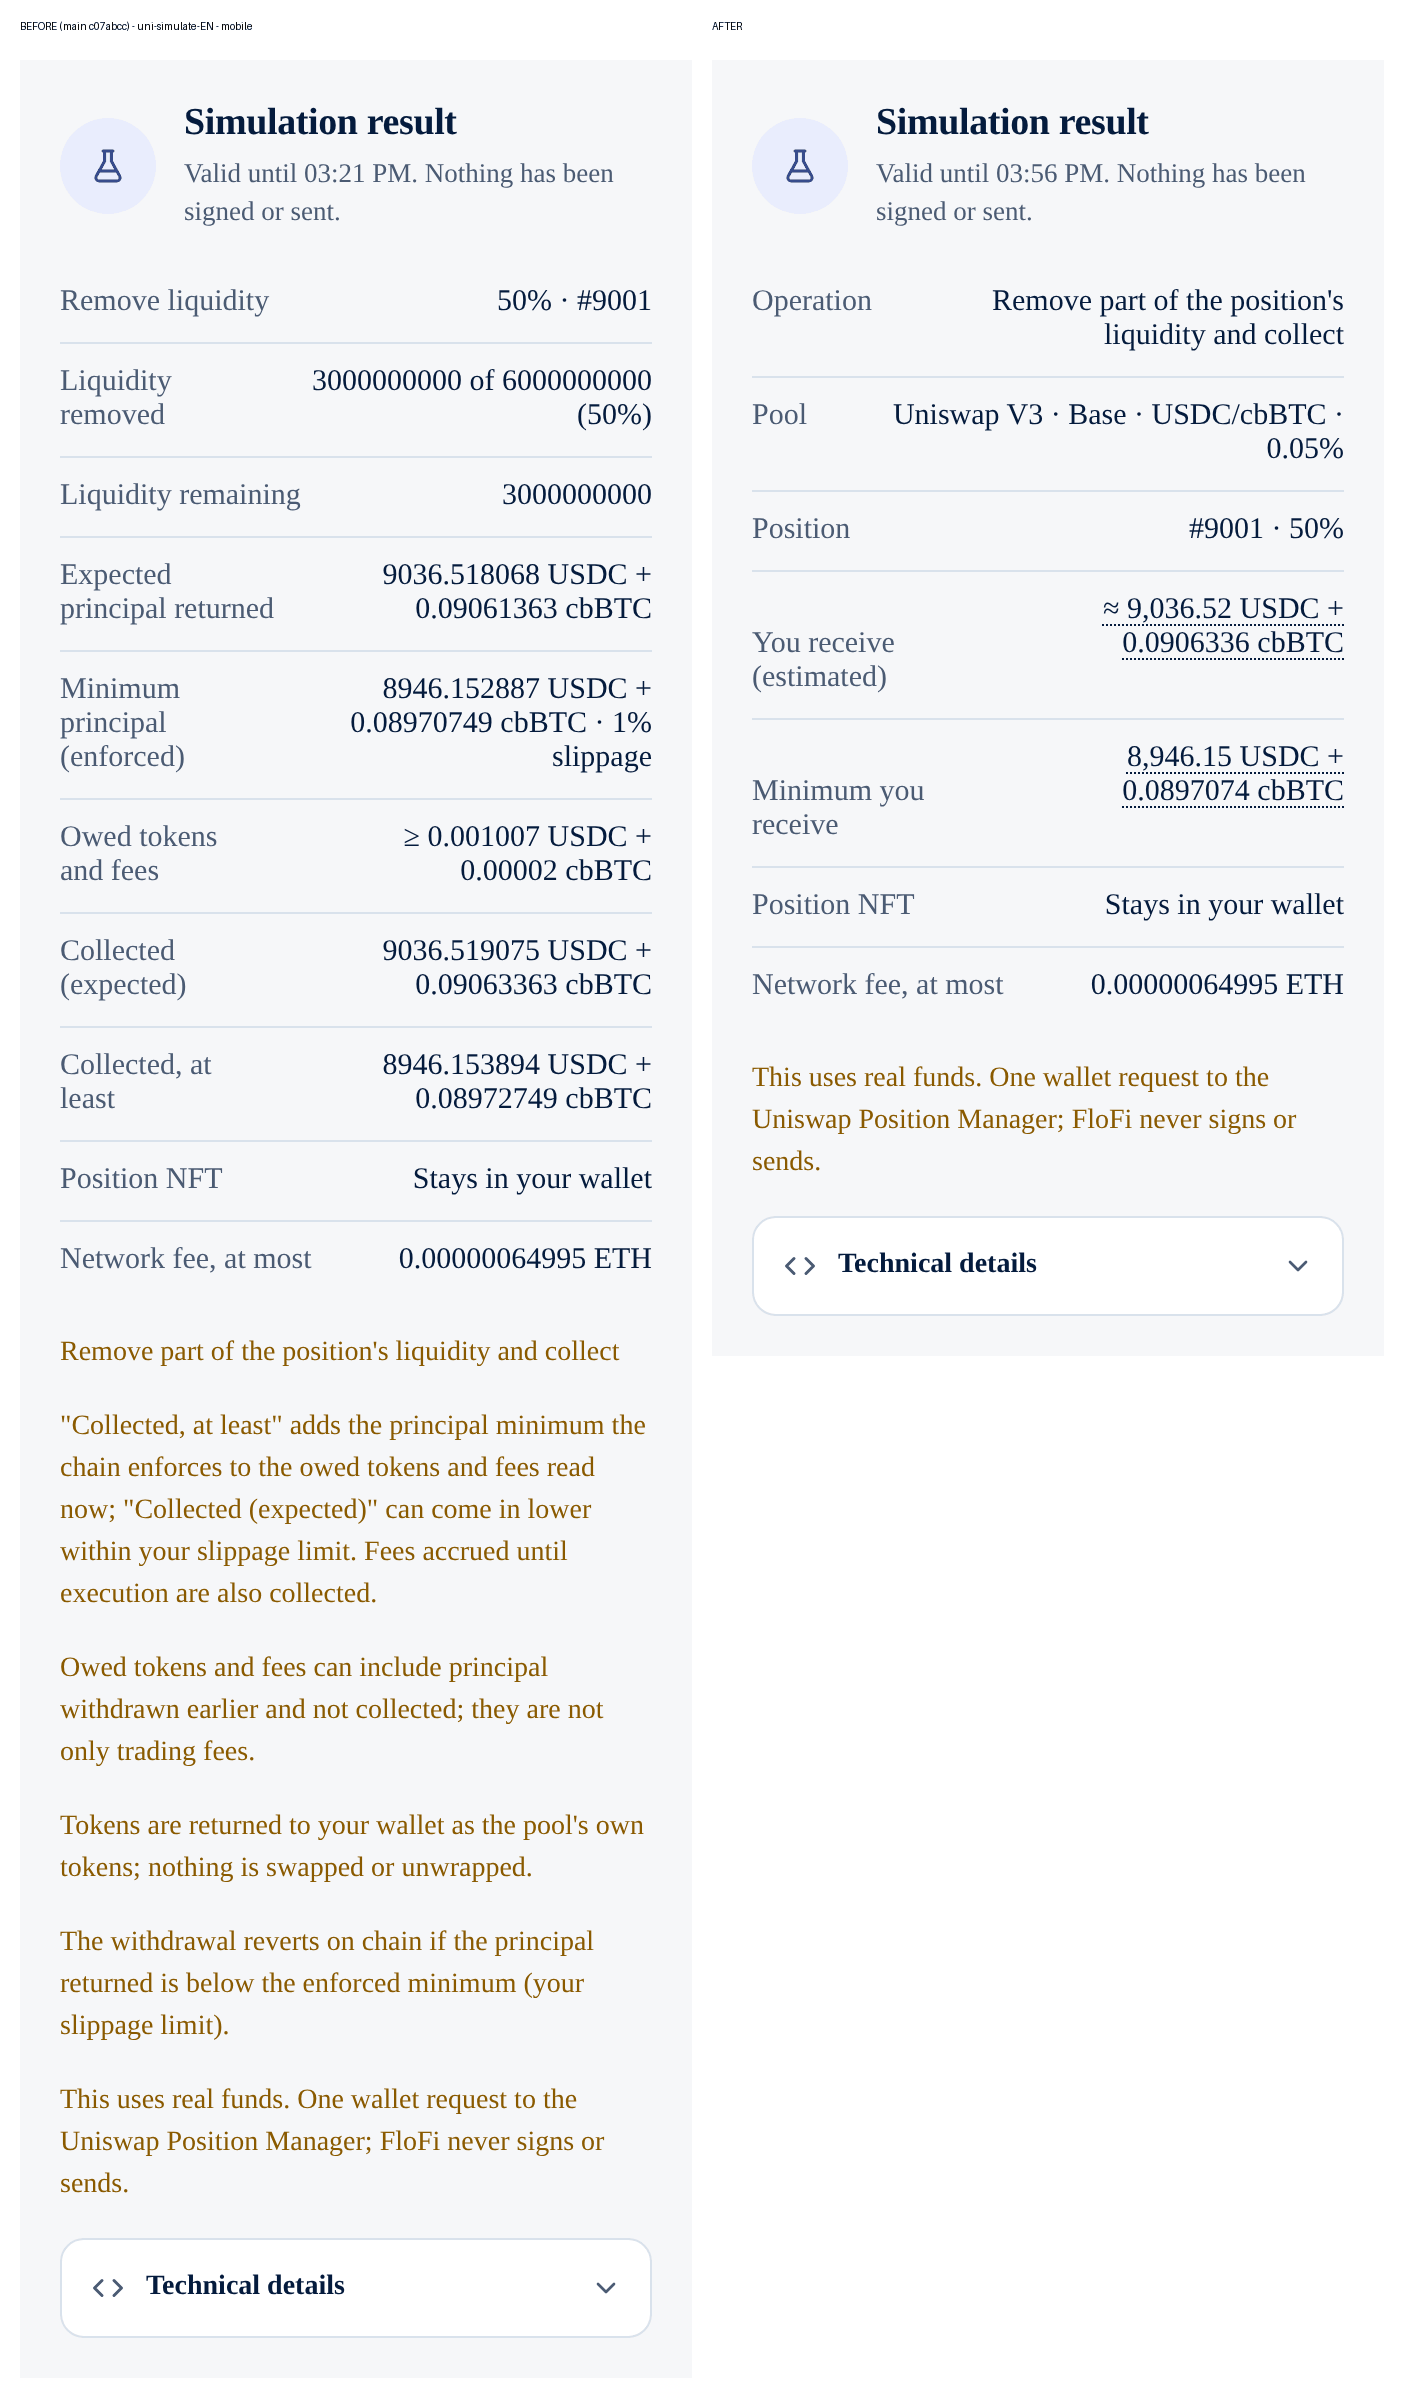 BEFORE (main c07abcc) - uni-simulate-EN - mobile
Simulation result
Valid until 03:21 PM. Nothing has been
signed or sent.
Remove liquidity 50% · #9001
Liquidity removed 3000000000 of 6000000000 (50%)
Liquidity remaining 3000000000
Expected principal returned 9036.518068 USDC + 0.09061363 cbBTC
Minimum principal (enforced) 8946.152887 USDC + 0.08970749 cbBTC · 1% slippage
Owed tokens and fees ≥ 0.001007 USDC + 0.00002 cbBTC
Collected (expected) 9036.519075 USDC + 0.09063363 cbBTC
Collected, at least 8946.153894 USDC + 0.08972749 cbBTC
Position NFT Stays in your wallet
Network fee, at most 0.00000064995 ETH
Remove part of the position's liquidity and collect
"Collected, at least" adds the principal minimum the
chain enforces to the owed tokens and fees read
now; "Collected (expected)" can come in lower
within your slippage limit. Fees accrued until
execution are also collected.
Owed tokens and fees can include principal
withdrawn earlier and not collected; they are not
only trading fees.
Tokens are returned to your wallet as the pool's own
tokens; nothing is swapped or unwrapped.
The withdrawal reverts on chain if the principal
returned is below the enforced minimum (your
slippage limit).
This uses real funds. One wallet request to the
Uniswap Position Manager; FloFi never signs or
sends.
Technical details
AFTER
Simulation result
Valid until 03:56 PM. Nothing has been
signed or sent.
Operation Remove part of the position's liquidity and collect
Pool Uniswap V3 · Base · USDC/cbBTC · 0.05%
Position #9001 · 50%
You receive (estimated) ≈ 9,036.52 USDC + 0.0906336 cbBTC
Minimum you receive 8,946.15 USDC + 0.0897074 cbBTC
Position NFT Stays in your wallet
Network fee, at most 0.00000064995 ETH
This uses real funds. One wallet request to the
Uniswap Position Manager; FloFi never signs or
sends.
Technical details